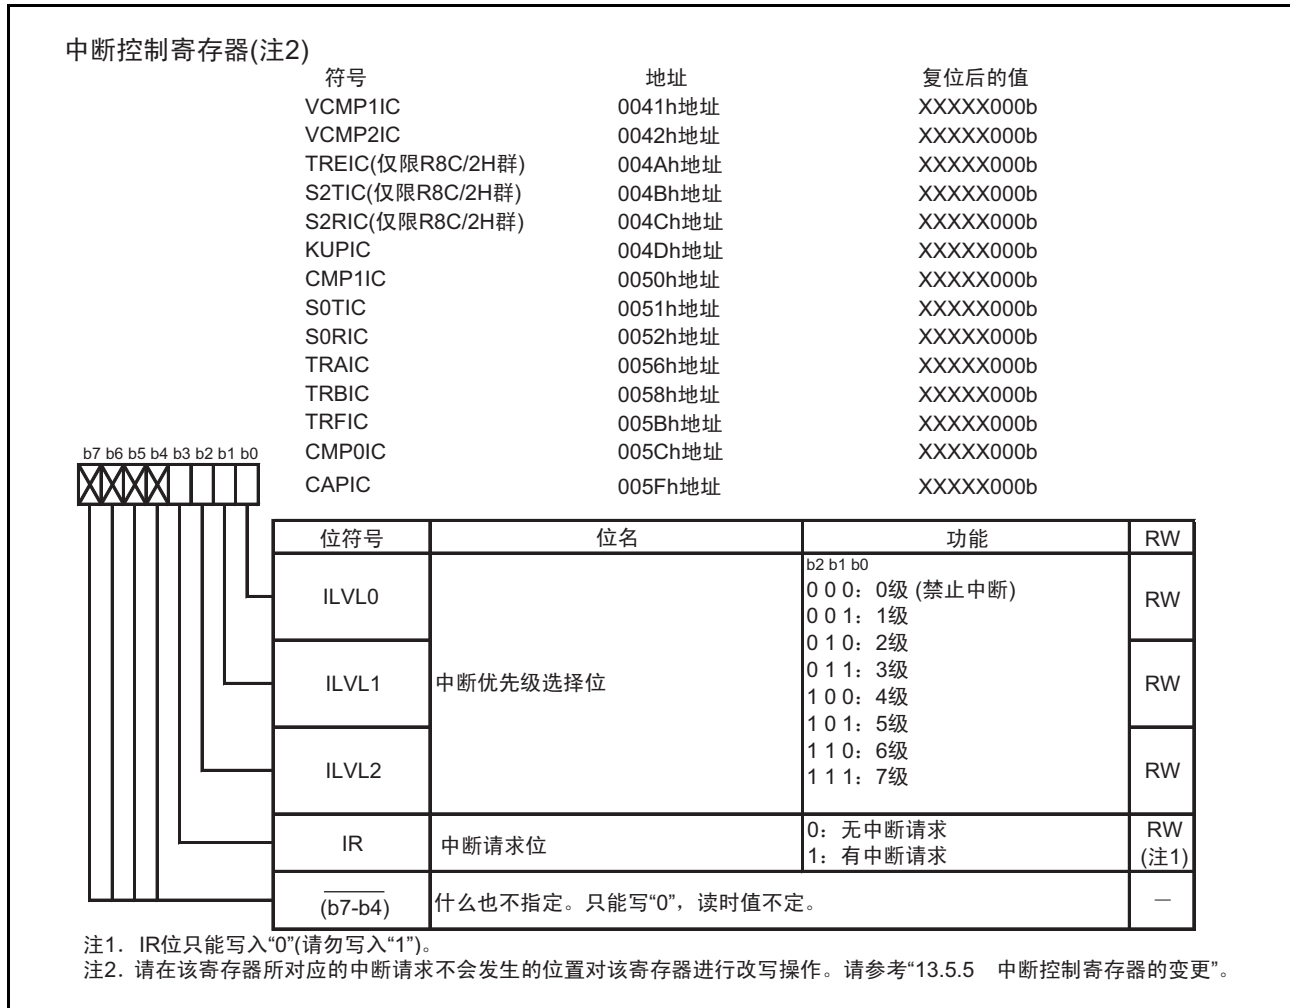 中断控制寄存器(注2)
符号 地址 复位后的值
VCMP1IC 0041h地址 XXXXX000b
VCMP2IC 0042h地址 XXXXX000b
TREIC(仅限R8C/2H群) 004Ah地址 XXXXX000b
S2TIC(仅限R8C/2H群) 004Bh地址 XXXXX000b
S2RIC(仅限R8C/2H群) 004Ch地址 XXXXX000b
KUPIC 004Dh地址 XXXXX000b
CMP1IC 0050h地址 XXXXX000b
S0TIC 0051h地址 XXXXX000b
S0RIC 0052h地址 XXXXX000b
TRAIC 0056h地址 XXXXX000b
TRBIC 0058h地址 XXXXX000b
TRFIC 005Bh地址 XXXXX000b
CMP0IC 005Ch地址 XXXXX000b
CAPIC 005Fh地址 XXXXX000b
b7 b6 b5 b4 b3 b2 b1 b0
位符号 位名 功能 RW
ILVL0 RW
ILVL1 中断优先级选择位 RW
ILVL2 RW
b2 b1 b0
0 0 0：0级 (禁止中断)
0 0 1：1级
0 1 0：2级
0 1 1：3级
1 0 0：4级
1 0 1：5级
1 1 0：6级
1 1 1：7级
IR 中断请求位 0：无中断请求 RW
1：有中断请求 (注1)
(b7-b4) 什么也不指定。只能写“0”，读时值不定。 —
注1. IR位只能写入“0”(请勿写入“1”)。
注2. 请在该寄存器所对应的中断请求不会发生的位置对该寄存器进行改写操作。请参考“13.5.5 中断控制寄存器的变更”。